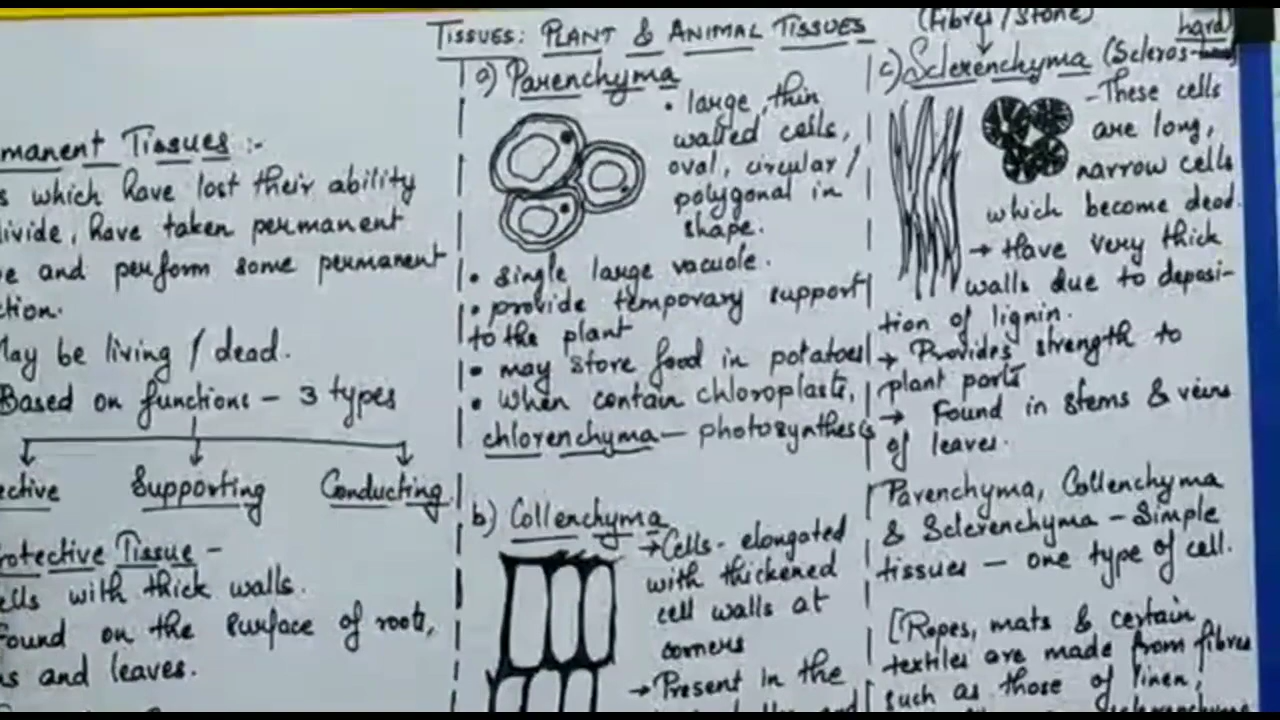 TISSUES: PLANT & ANIMAL TISSUES
manent Tissues :-
s which have lost their ability
divide, have taken permanent
e and perform some permanent
ction.
May be living / dead.
Based on functions - 3 types
ective Supporting Conducting
rotective Tissue -
ells with thick walls.
found on the surface of roots,
s and leaves.
a) Parenchyma
• large, thin
walled cells,
oval, circular /
polygonal in
shape.
• single large vacuole.
• provide temporary support
to the plant
• may store food in potatoes
• When contain chloroplasts,
chlorenchyma - photosynthesis
b) Collenchyma
→ Cells - elongated
with thickened
cell walls at
corners
→ Present in the
(Fibres / Stone)
hard
c) Sclerenchyma (Scleros-
- These cells
are long,
narrow cells
which become dead.
→ Have very thick
walls due to deposi-
tion of lignin.
→ Provides strength to
plant parts
→ Found in stems & veins
of leaves.
Parenchyma, Collenchyma
& Sclerenchyma - Simple
tissues - one type of cell.
[Ropes, mats & certain
textiles are made from fibres
such as those of linen,